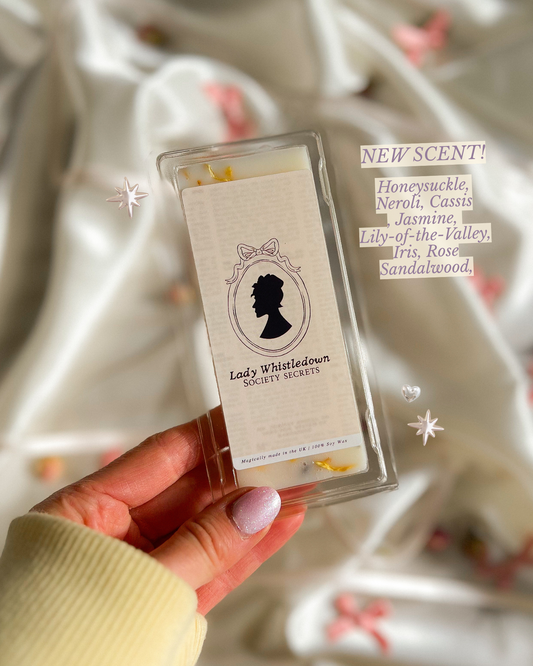 NEW SCENT!
Honeysuckle,
Neroli, Cassis
, Jasmine,
Lily-of-the-Valley,
Iris, Rose
Sandalwood,
Lady Whistledown
SOCIETY SECRETS
Magically made in the UK | 100% Soy Wax